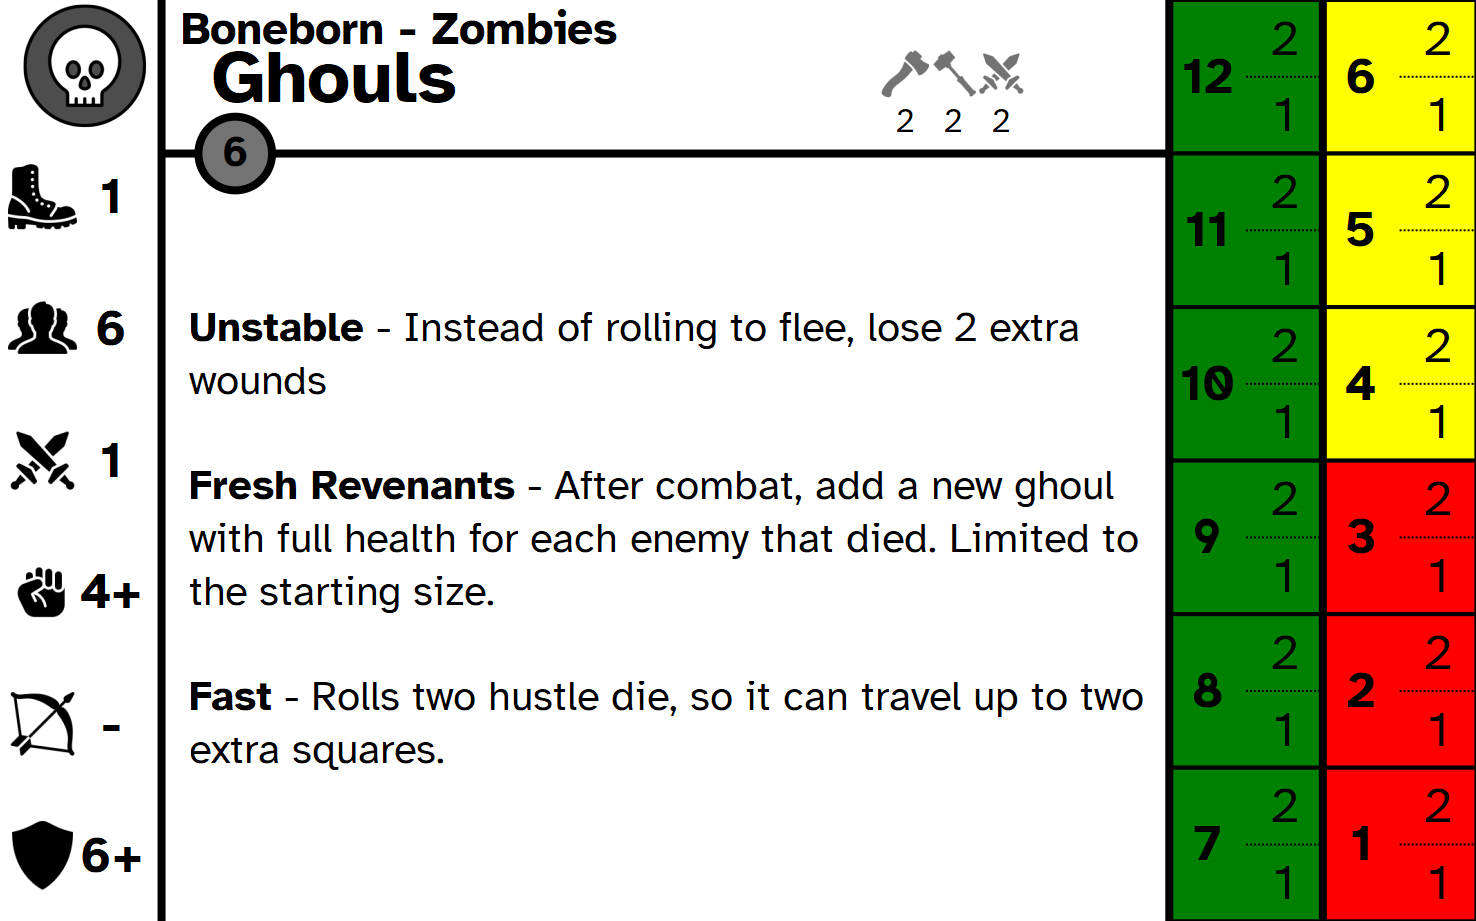 Boneborn - Zombies
Ghouls
2 2 2
6
1
6
1
4+
-
6+
Unstable - Instead of rolling to flee, lose 2 extra
wounds
Fresh Revenants - After combat, add a new ghoul
with full health for each enemy that died. Limited to
the starting size.
Fast - Rolls two hustle die, so it can travel up to two
extra squares.
12 2 1
6 2 1
11 2 1
5 2 1
10 2 1
4 2 1
9 2 1
3 2 1
8 2 1
2 2 1
7 2 1
1 2 1